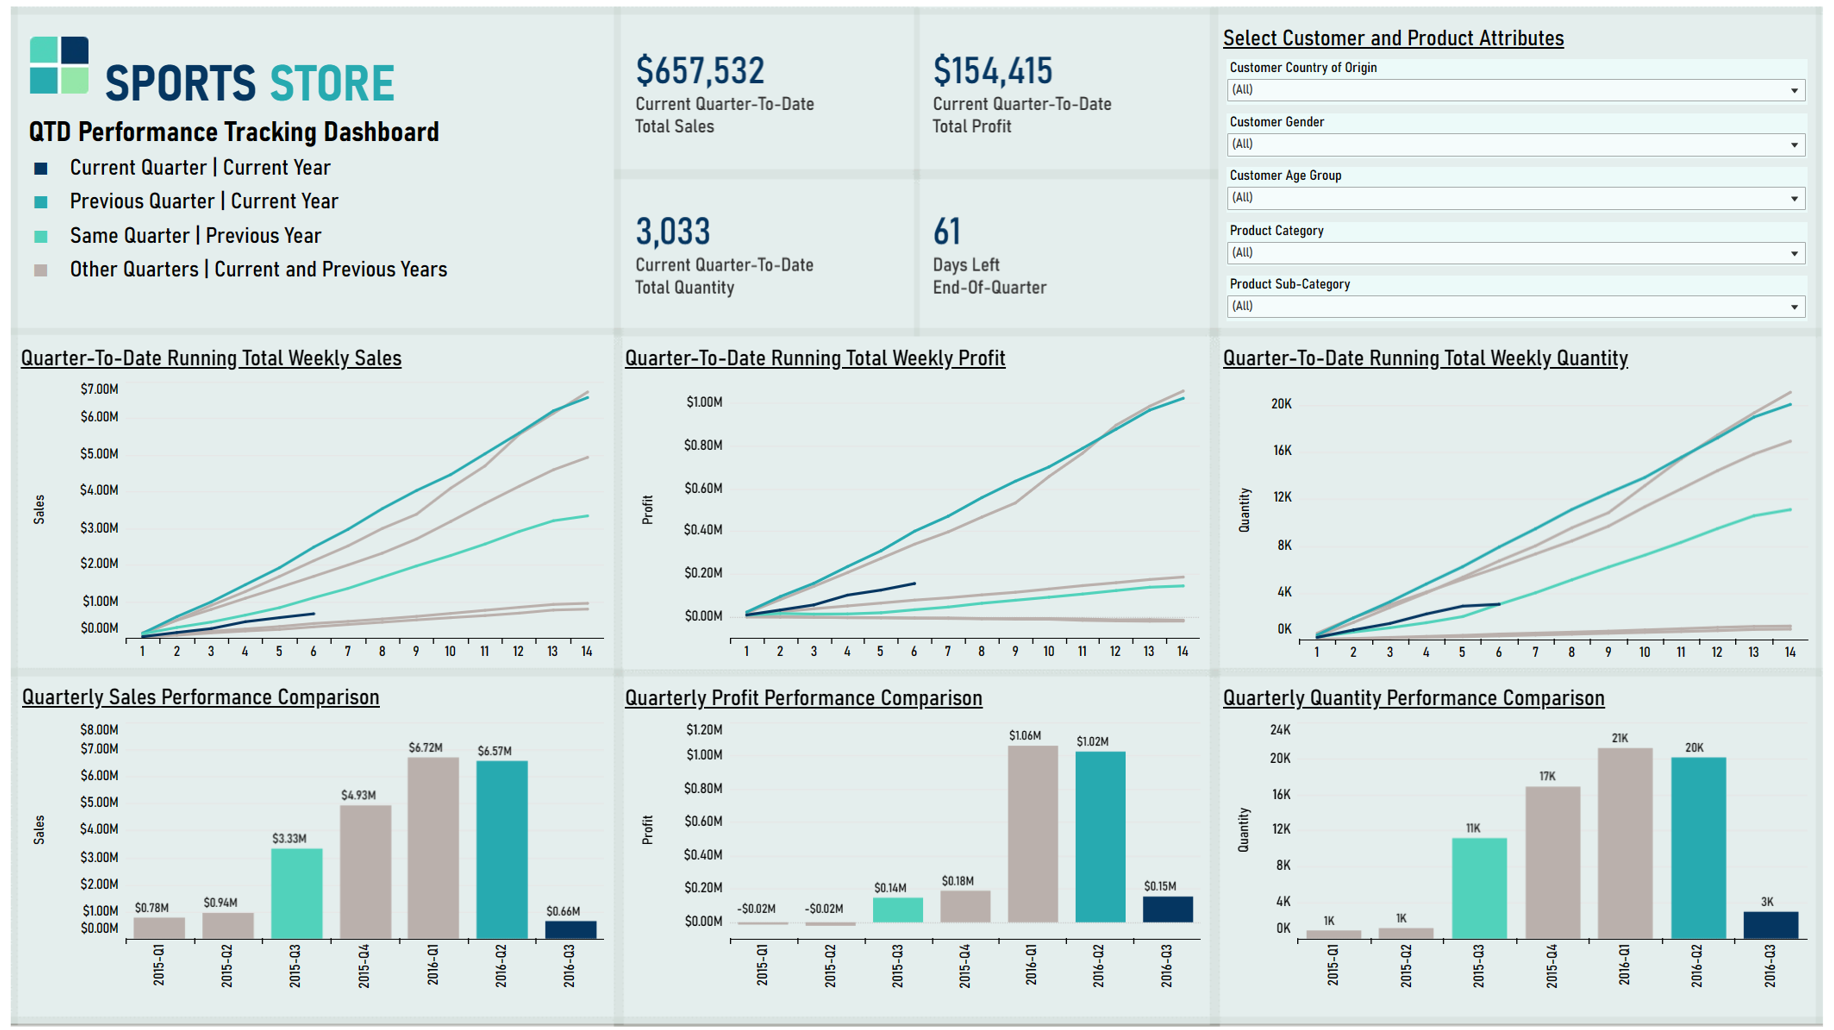 SPORTS STORE
QTD Performance Tracking Dashboard
Current Quarter | Current Year
Previous Quarter | Current Year
Same Quarter | Previous Year
Other Quarters | Current and Previous Years
$657,532
Current Quarter-To-Date
Total Sales
$154,415
Current Quarter-To-Date
Total Profit
3,033
Current Quarter-To-Date
Total Quantity
61
Days Left
End-Of-Quarter
Select Customer and Product Attributes
Customer Country of Origin
(All)
Customer Gender
(All)
Customer Age Group
(All)
Product Category
(All)
Product Sub-Category
(All)
Quarter-To-Date Running Total Weekly Sales
$7.00M
$6.00M
$5.00M
$4.00M
$3.00M
$2.00M
$1.00M
$0.00M
Sales
1 2 3 4 5 6 7 8 9 10 11 12 13 14
Quarter-To-Date Running Total Weekly Profit
$1.00M
$0.80M
$0.60M
$0.40M
$0.20M
$0.00M
Profit
1 2 3 4 5 6 7 8 9 10 11 12 13 14
Quarter-To-Date Running Total Weekly Quantity
20K
16K
12K
8K
4K
0K
Quantity
1 2 3 4 5 6 7 8 9 10 11 12 13 14
Quarterly Sales Performance Comparison
$8.00M
$7.00M
$6.00M
$5.00M
$4.00M
$3.00M
$2.00M
$1.00M
$0.00M
Sales
$0.78M $0.94M $3.33M $4.93M $6.72M $6.57M $0.66M
2015-Q1 2015-Q2 2015-Q3 2015-Q4 2016-Q1 2016-Q2 2016-Q3
Quarterly Profit Performance Comparison
$1.20M
$1.00M
$0.80M
$0.60M
$0.40M
$0.20M
$0.00M
Profit
-$0.02M -$0.02M $0.14M $0.18M $1.06M $1.02M $0.15M
2015-Q1 2015-Q2 2015-Q3 2015-Q4 2016-Q1 2016-Q2 2016-Q3
Quarterly Quantity Performance Comparison
24K
20K
16K
12K
8K
4K
0K
Quantity
1K 1K 11K 17K 21K 20K 3K
2015-Q1 2015-Q2 2015-Q3 2015-Q4 2016-Q1 2016-Q2 2016-Q3